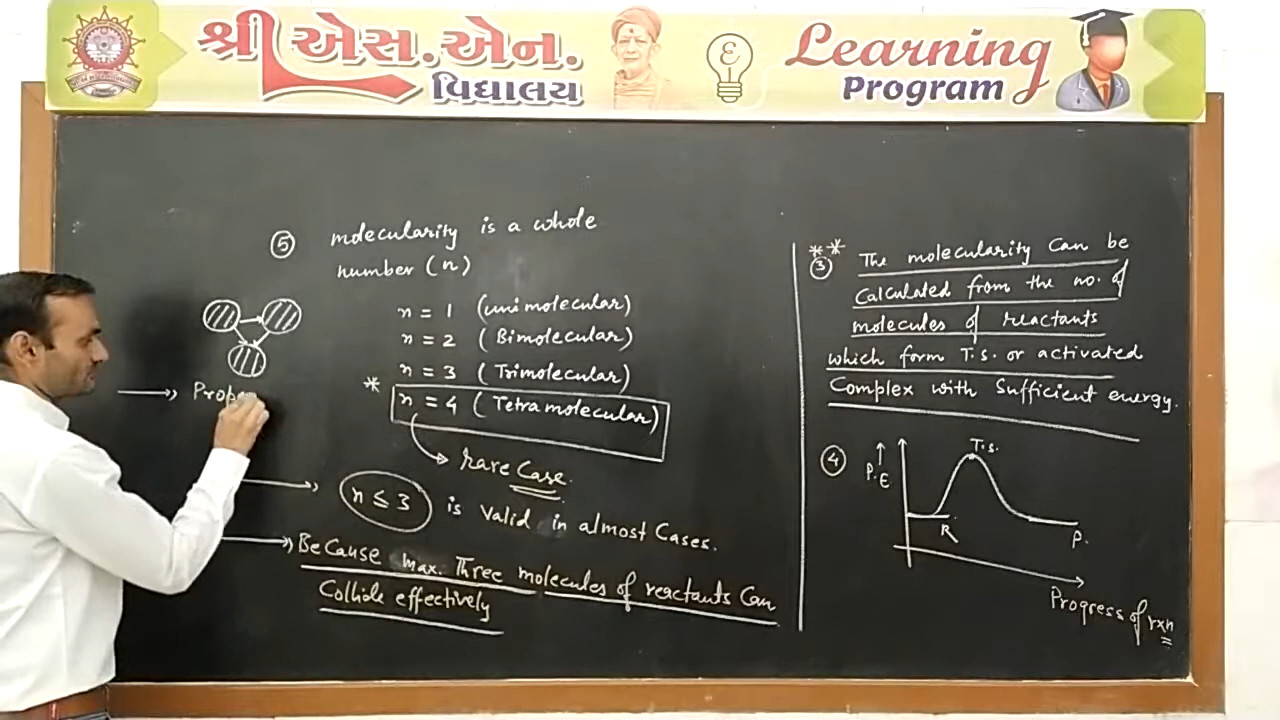 શ્રી એસ.એન.
વિદ્યાલય
Learning
Program
⑤ molecularity is a whole
number (n)
n = 1 (unimolecular)
n = 2 (Bimolecular)
n = 3 (Trimolecular)
* n = 4 (Tetramolecular)
rare Case.
n ≤ 3 is valid in almost Cases.
Because max. Three molecules of reactants Can
Collide effectively
Prope
** ③ The molecularity Can be
Calculated from the no. of
molecules of reactants
which form T.S. or activated
Complex with Sufficient energy.
④
P.E
T.S.
R
P.
Progress of rxn